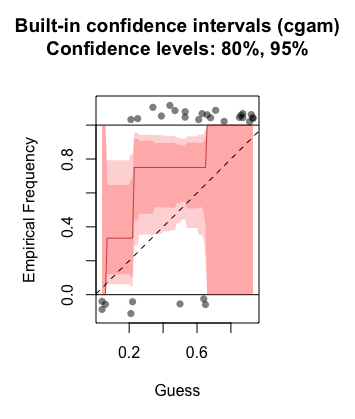 Built-in confidence intervals (cgam)
Confidence levels: 80%, 95%
Empirical Frequency
0.8
0.4
0.0
0.2
0.6
Guess